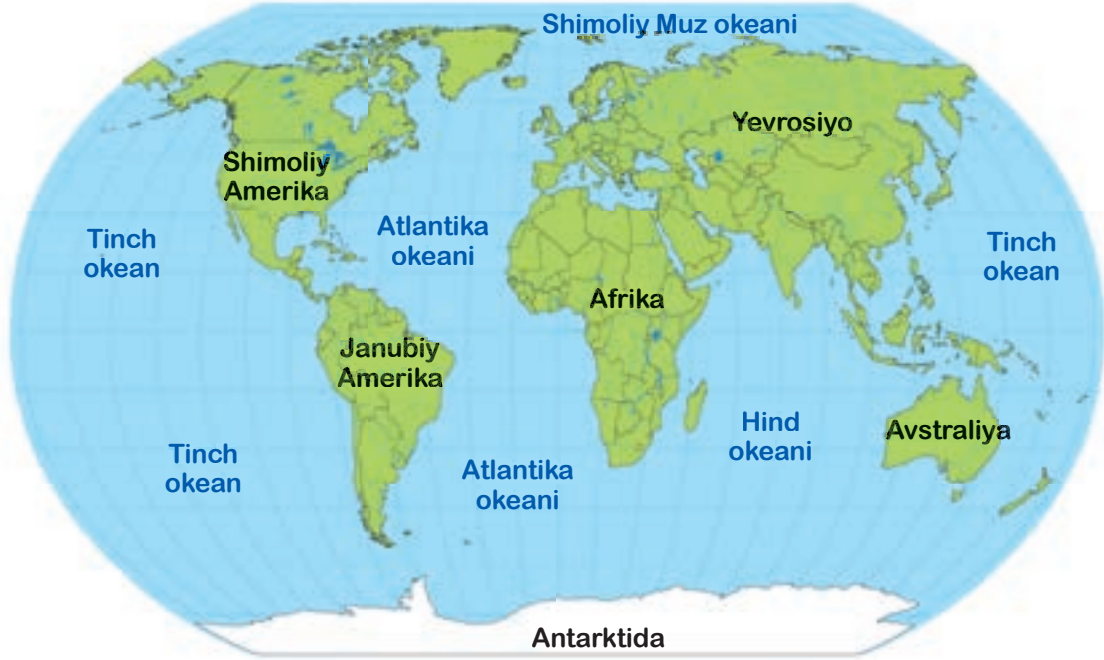 Shimoliy Muz okeani
Yevrosiyo
Shimoliy
Amerika
Tinch
okean
Atlantika
okeani
Tinch
okean
Afrika
Janubiy
Amerika
Hind
okeani
Avstraliya
Tinch
okean
Atlantika
okeani
Antarktida